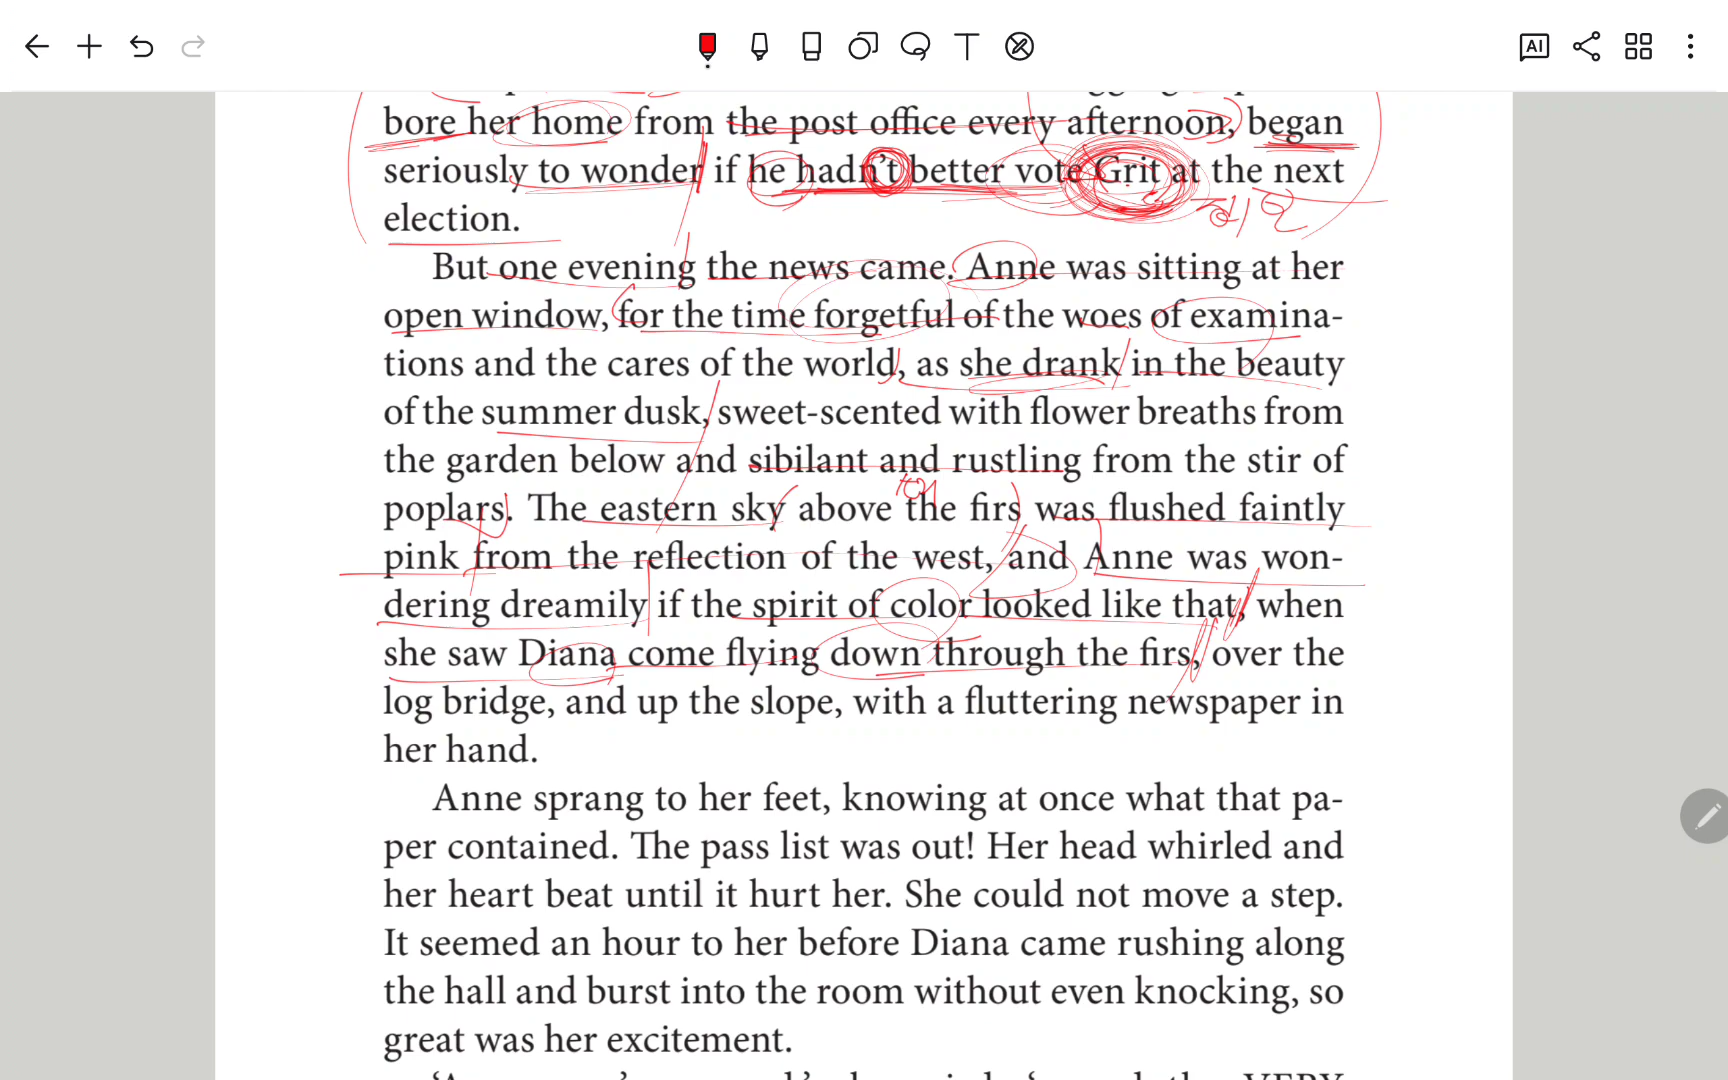 AI
bore her home from the post office every afternoon, began
seriously to wonder if he hadn't better vote Grit at the next
election.
But one evening the news came. Anne was sitting at her
open window, for the time forgetful of the woes of examina-
tions and the cares of the world, as she drank in the beauty
of the summer dusk, sweet-scented with flower breaths from
the garden below and sibilant and rustling from the stir of
poplars. The eastern sky above the firs was flushed faintly
pink from the reflection of the west, and Anne was won-
dering dreamily if the spirit of color looked like that, when
she saw Diana come flying down through the firs, over the
log bridge, and up the slope, with a fluttering newspaper in
her hand.
Anne sprang to her feet, knowing at once what that pa-
per contained. The pass list was out! Her head whirled and
her heart beat until it hurt her. She could not move a step.
It seemed an hour to her before Diana came rushing along
the hall and burst into the room without even knocking, so
great was her excitement.